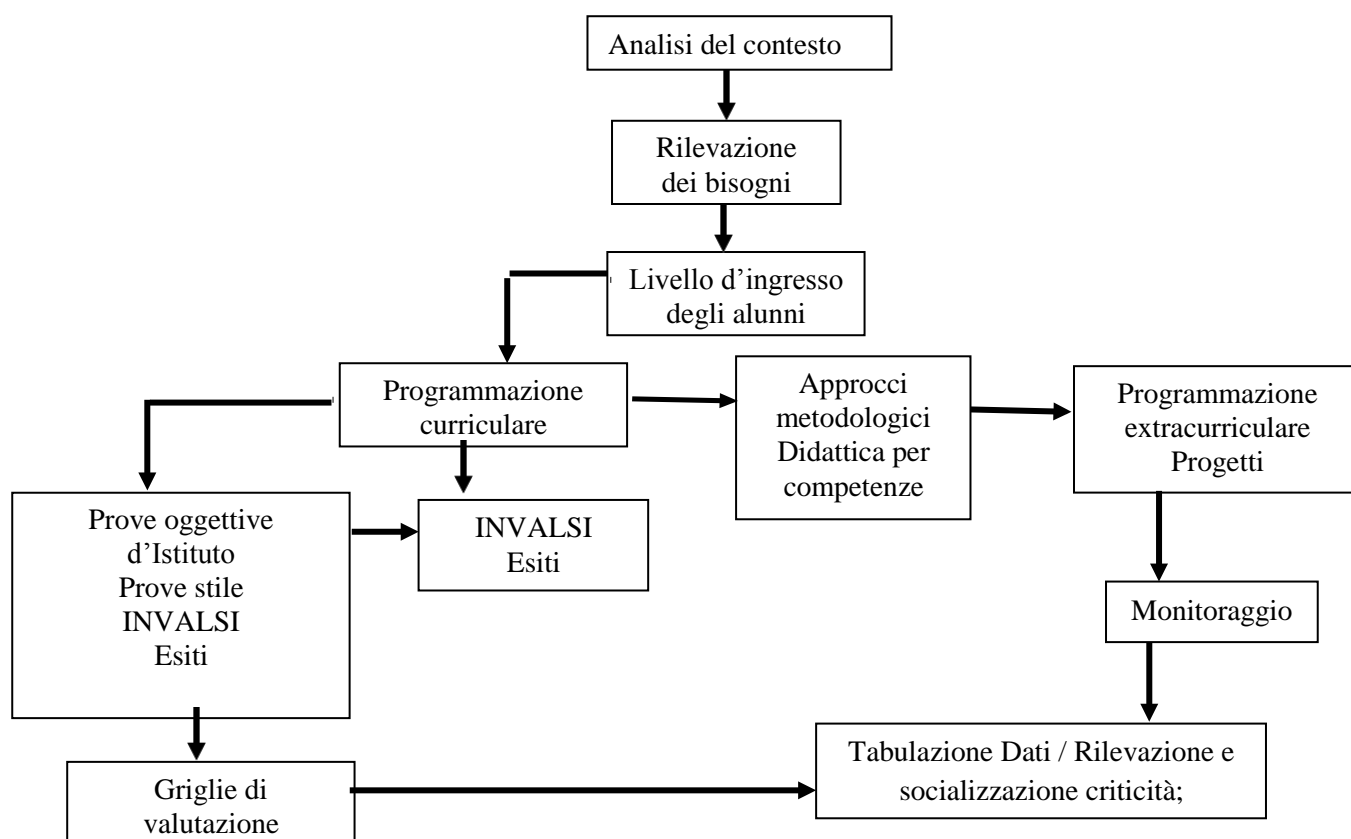 Analisi del contesto
Rilevazione
dei bisogni
Livello d’ingresso
degli alunni
Programmazione
curriculare
Approcci
metodologici
Didattica per
competenze
Programmazione
extracurriculare
Progetti
Prove oggettive
d’Istituto
Prove stile
INVALSI
Esiti
INVALSI
Esiti
Monitoraggio
Tabulazione Dati / Rilevazione e
socializzazione criticità;
Griglie di
valutazione